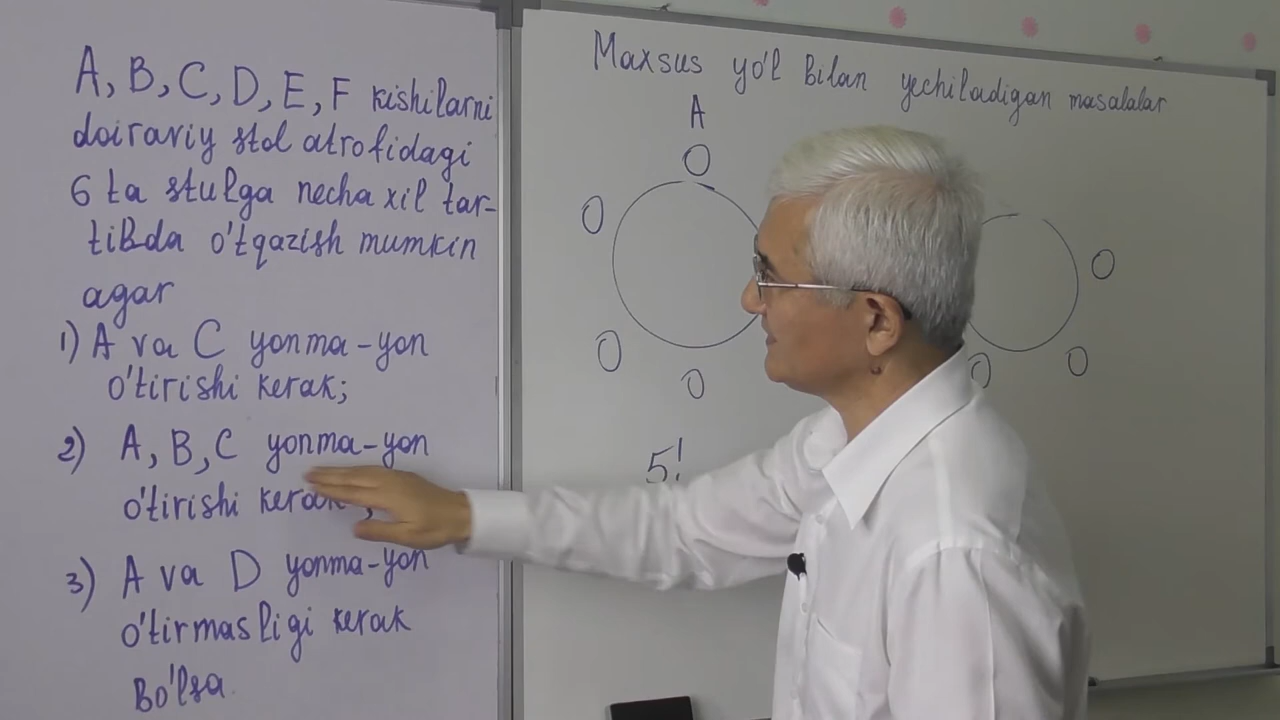 A, B, C, D, E, F kishilarni
doiraviy stol atrofidagi
6 ta stulga necha xil tar-
tibda o'tqazish mumkin
agar
1) A va C yonma-yon
o'tirishi kerak;
2) A, B, C yonma-yon
o'tirishi kerak;
3) A va D yonma-yon
o'tirmasligi kerak
bo'lsa
Maxsus yo'l bilan yechiladigan masalalar
A
5!